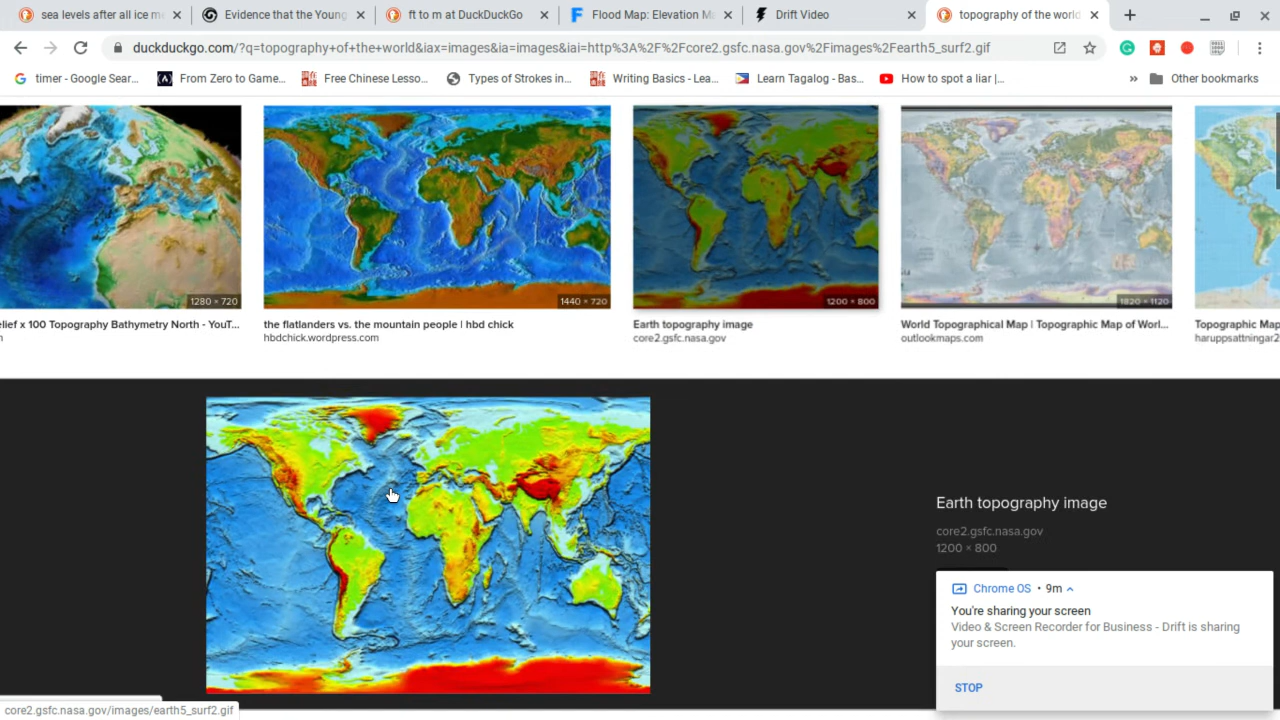 sea levels after all ice me
Evidence that the Young
ft to m at DuckDuckGo
Flood Map: Elevation M
Drift Video
topography of the world
duckduckgo.com/?q=topography+of+the+world&iax=images&ia=images&iai=http%3A%2F%2Fcore2.gsfc.nasa.gov%2Fimages%2Fearth5_surf2.gif
timer - Google Sear...
From Zero to Game...
Free Chinese Lesso...
Types of Strokes in...
Writing Basics - Lea...
Learn Tagalog - Bas...
How to spot a liar |...
»
Other bookmarks
1280 × 720
1440 × 720
1200 × 800
1820 × 1120
elief x 100 Topography Bathymetry North - YouT...
the flatlanders vs. the mountain people | hbd chick
hbdchick.wordpress.com
Earth topography image
core2.gsfc.nasa.gov
World Topographical Map | Topographic Map of Worl...
outlookmaps.com
Topographic Map
haruppsattningar2
Earth topography image
core2.gsfc.nasa.gov
1200 × 800
Chrome OS • 9m
You're sharing your screen
Video & Screen Recorder for Business - Drift is sharing
your screen.
STOP
core2.gsfc.nasa.gov/images/earth5_surf2.gif